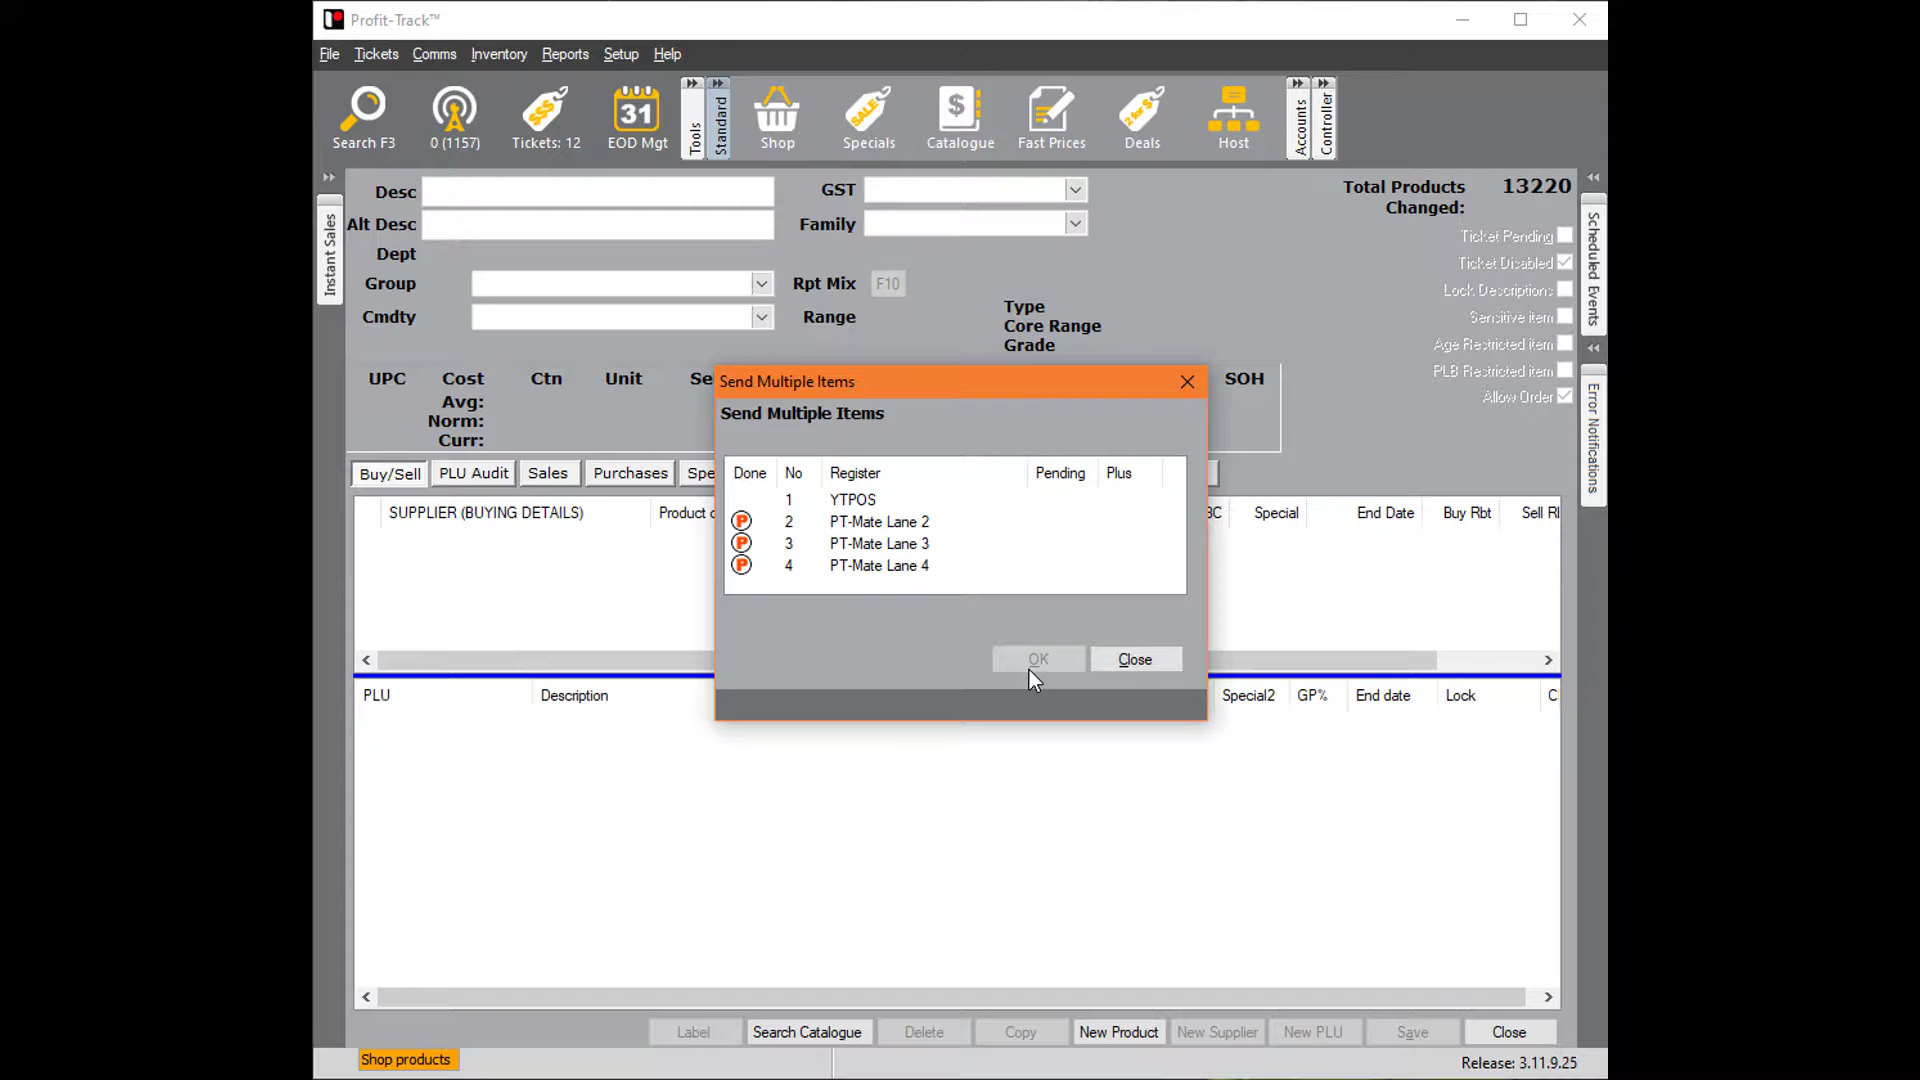 Profit-Track™
File Tickets Comms Inventory Reports Setup Help
Search F3
0 (1157)
$$$
Tickets: 12
31
EOD Mgt
Tools
Standard
Shop
SALE
Specials
$
Catalogue
Fast Prices
2 for $
Deals
Host
Accounts
Controller
Instant Sales
Desc
Alt Desc
Dept
Group
Cmdty
GST
Family
Rpt Mix F10
Range
Type
Core Range
Grade
Total Products 13220
Changed:
Ticket Pending
Ticket Disabled
Lock Descriptions
Sensitive item
Age Restricted item
PLB Restricted item
Allow Order
Scheduled Events
Error Notifications
UPC Cost Ctn Unit Se SOH
Avg:
Norm:
Curr:
Buy/Sell PLU Audit Sales Purchases Spe
SUPPLIER (BUYING DETAILS) Product c BC Special End Date Buy Rbt Sell R
Send Multiple Items
Send Multiple Items
Done No Register Pending Plus
1 YTPOS
P 2 PT-Mate Lane 2
P 3 PT-Mate Lane 3
P 4 PT-Mate Lane 4
OK Close
PLU Description Special2 GP% End date Lock C
Label Search Catalogue Delete Copy New Product New Supplier New PLU Save Close
Shop products
Release: 3.11.9.25